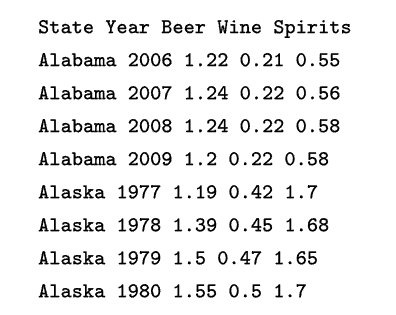 State Year Beer Wine Spirits
Alabama 2006 1.22 0.21 0.55
Alabama 2007 1.24 0.22 0.56
Alabama 2008 1.24 0.22 0.58
Alabama 2009 1.2 0.22 0.58
Alaska 1977 1.19 0.42 1.7
Alaska 1978 1.39 0.45 1.68
Alaska 1979 1.5 0.47 1.65
Alaska 1980 1.55 0.5 1.7